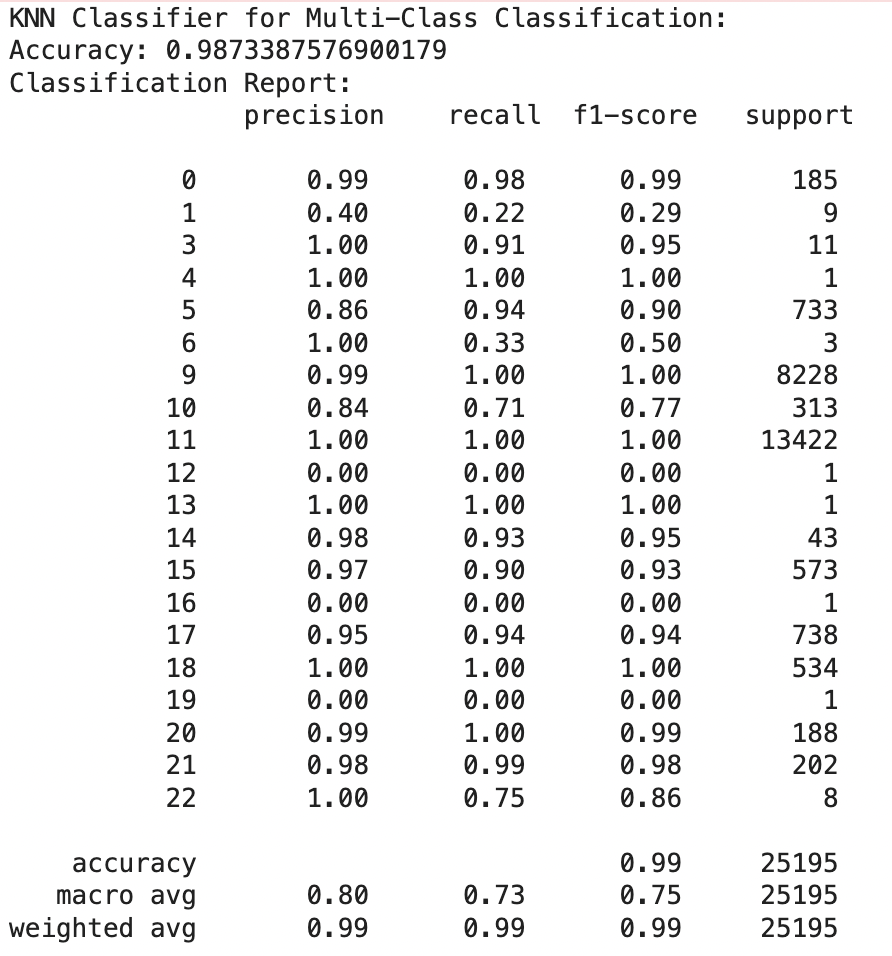 KNN Classifier for Multi-Class Classification:
Accuracy: 0.9873387576900179
Classification Report:
precision recall f1-score support
0 0.99 0.98 0.99 185
1 0.40 0.22 0.29 9
3 1.00 0.91 0.95 11
4 1.00 1.00 1.00 1
5 0.86 0.94 0.90 733
6 1.00 0.33 0.50 3
9 0.99 1.00 1.00 8228
10 0.84 0.71 0.77 313
11 1.00 1.00 1.00 13422
12 0.00 0.00 0.00 1
13 1.00 1.00 1.00 1
14 0.98 0.93 0.95 43
15 0.97 0.90 0.93 573
16 0.00 0.00 0.00 1
17 0.95 0.94 0.94 738
18 1.00 1.00 1.00 534
19 0.00 0.00 0.00 1
20 0.99 1.00 0.99 188
21 0.98 0.99 0.98 202
22 1.00 0.75 0.86 8
accuracy 0.99 25195
macro avg 0.80 0.73 0.75 25195
weighted avg 0.99 0.99 0.99 25195